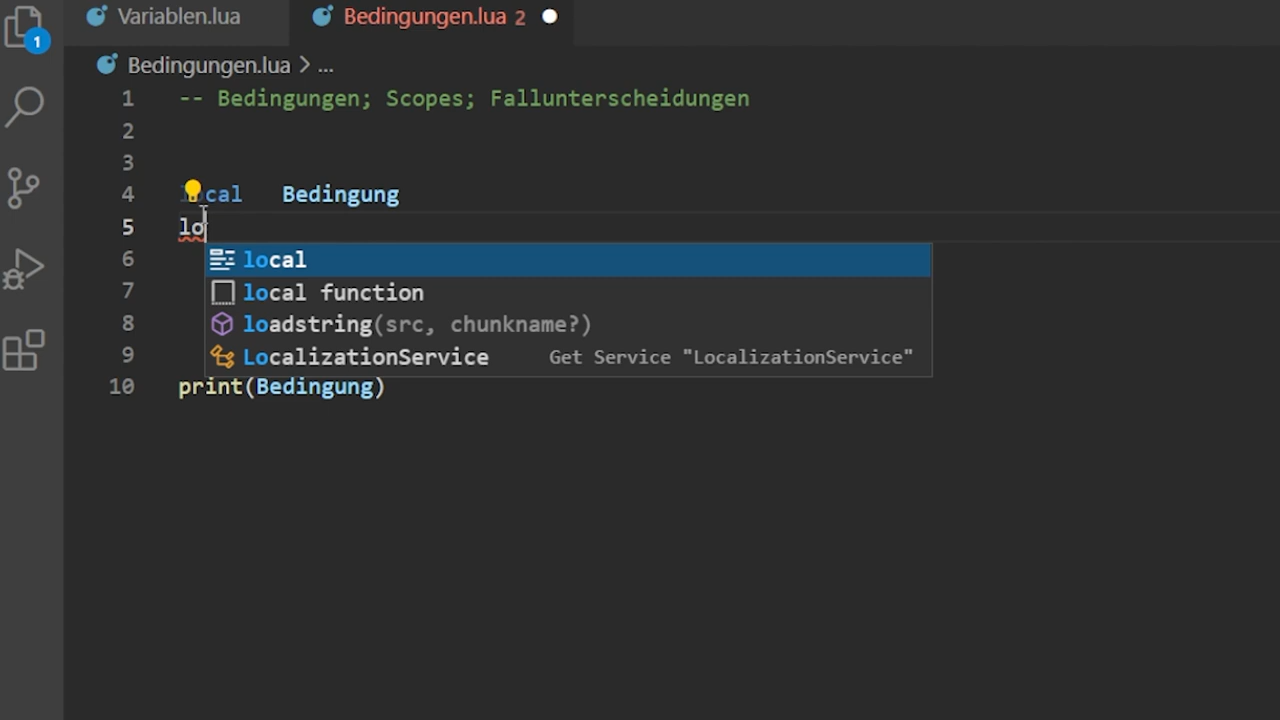 Variablen.lua
Bedingungen.lua 2
1
Bedingungen.lua > ...
1 -- Bedingungen; Scopes; Fallunterscheidungen
2
3
4 local Bedingung
5 lo
6 local
7 local function
8 loadstring(src, chunkname?)
9 LocalizationService Get Service "LocalizationService"
10 print(Bedingung)